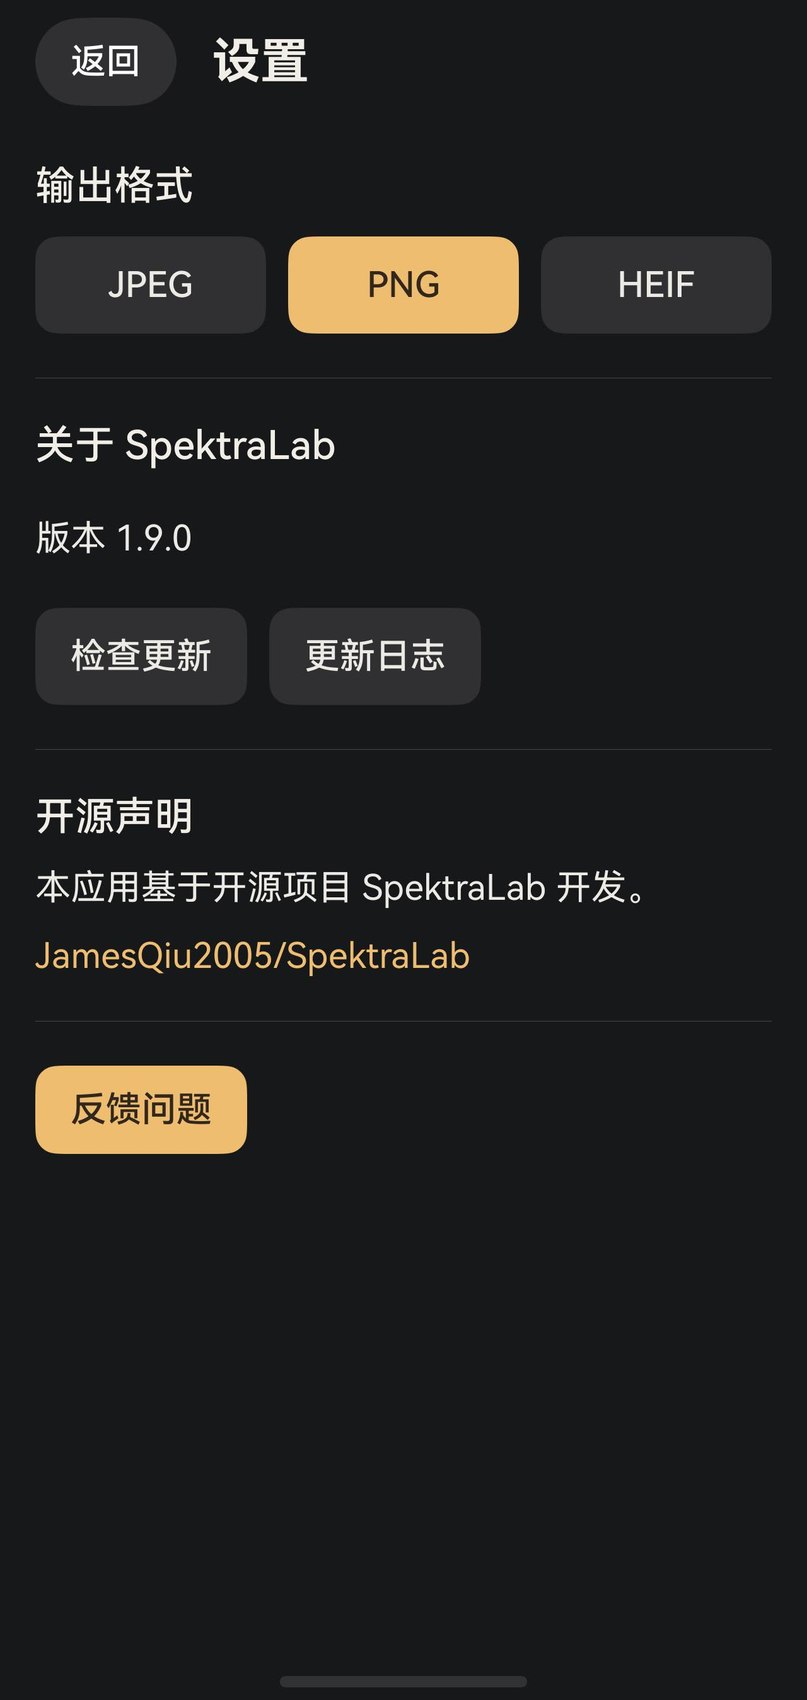 返回
设置
输出格式
JPEG
PNG
HEIF
关于 SpektraLab
版本 1.9.0
检查更新
更新日志
开源声明
本应用基于开源项目 SpektraLab 开发。
JamesQiu2005/SpektraLab
反馈问题